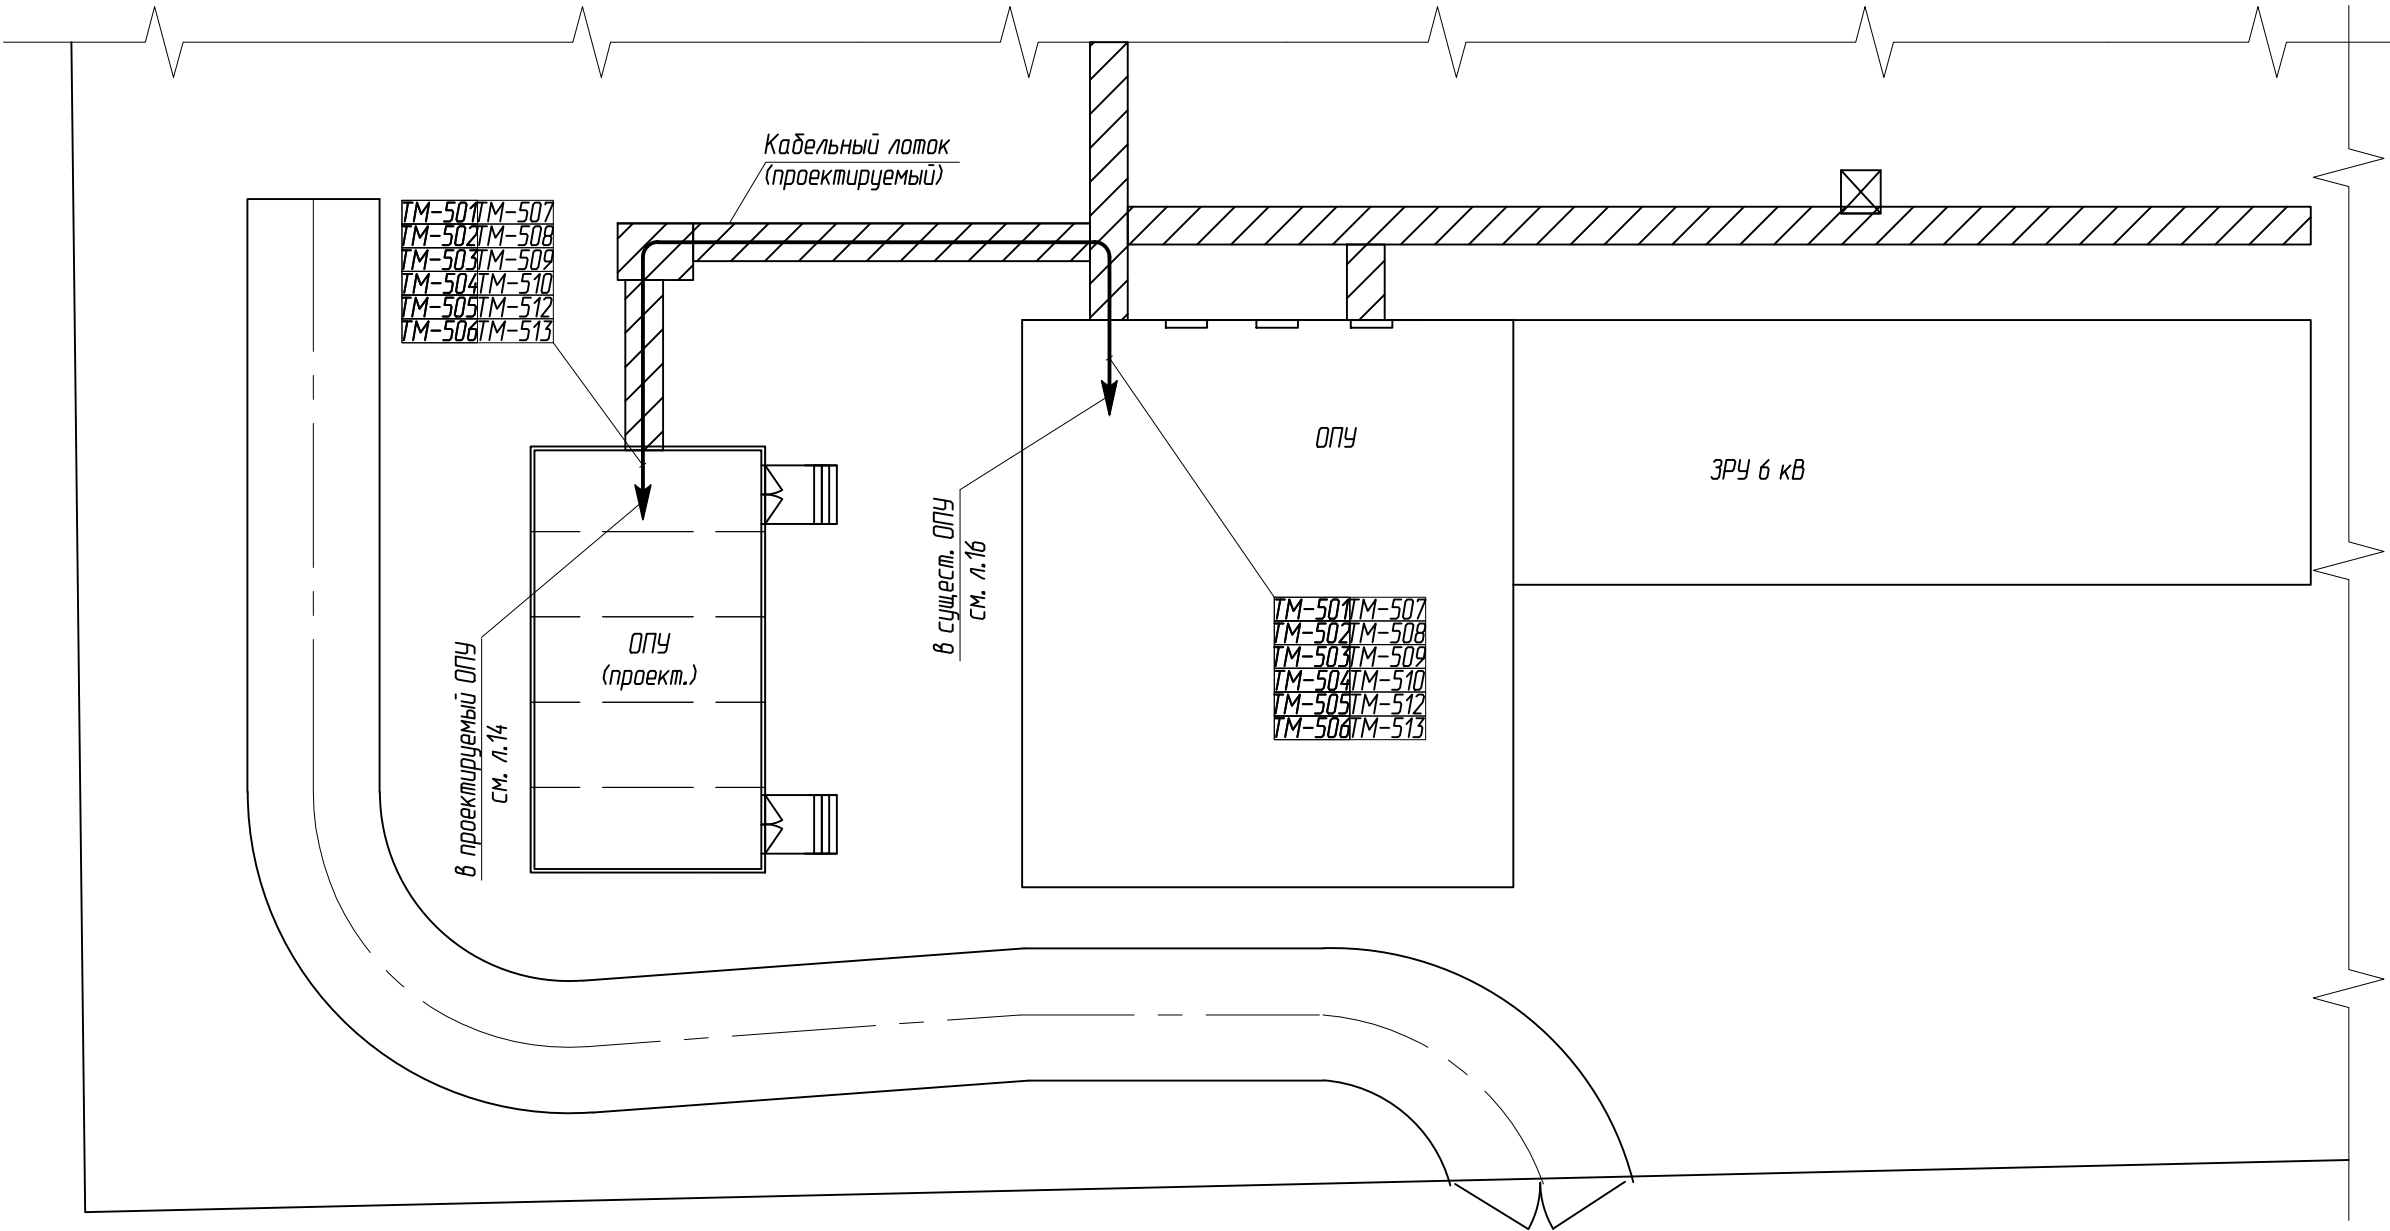 Кабельный лоток
(проектируемый)
ТМ-501 ТМ-507
ТМ-502 ТМ-508
ТМ-503 ТМ-509
ТМ-504 ТМ-510
ТМ-505 ТМ-512
ТМ-506 ТМ-513
ОПУ
ЗРУ 6 кВ
в сущест. ОПУ
см. л.16
ТМ-501 ТМ-507
ТМ-502 ТМ-508
ТМ-503 ТМ-509
ТМ-504 ТМ-510
ТМ-505 ТМ-512
ТМ-506 ТМ-513
ОПУ
(проект.)
в проектируемый ОПУ
см. л.14